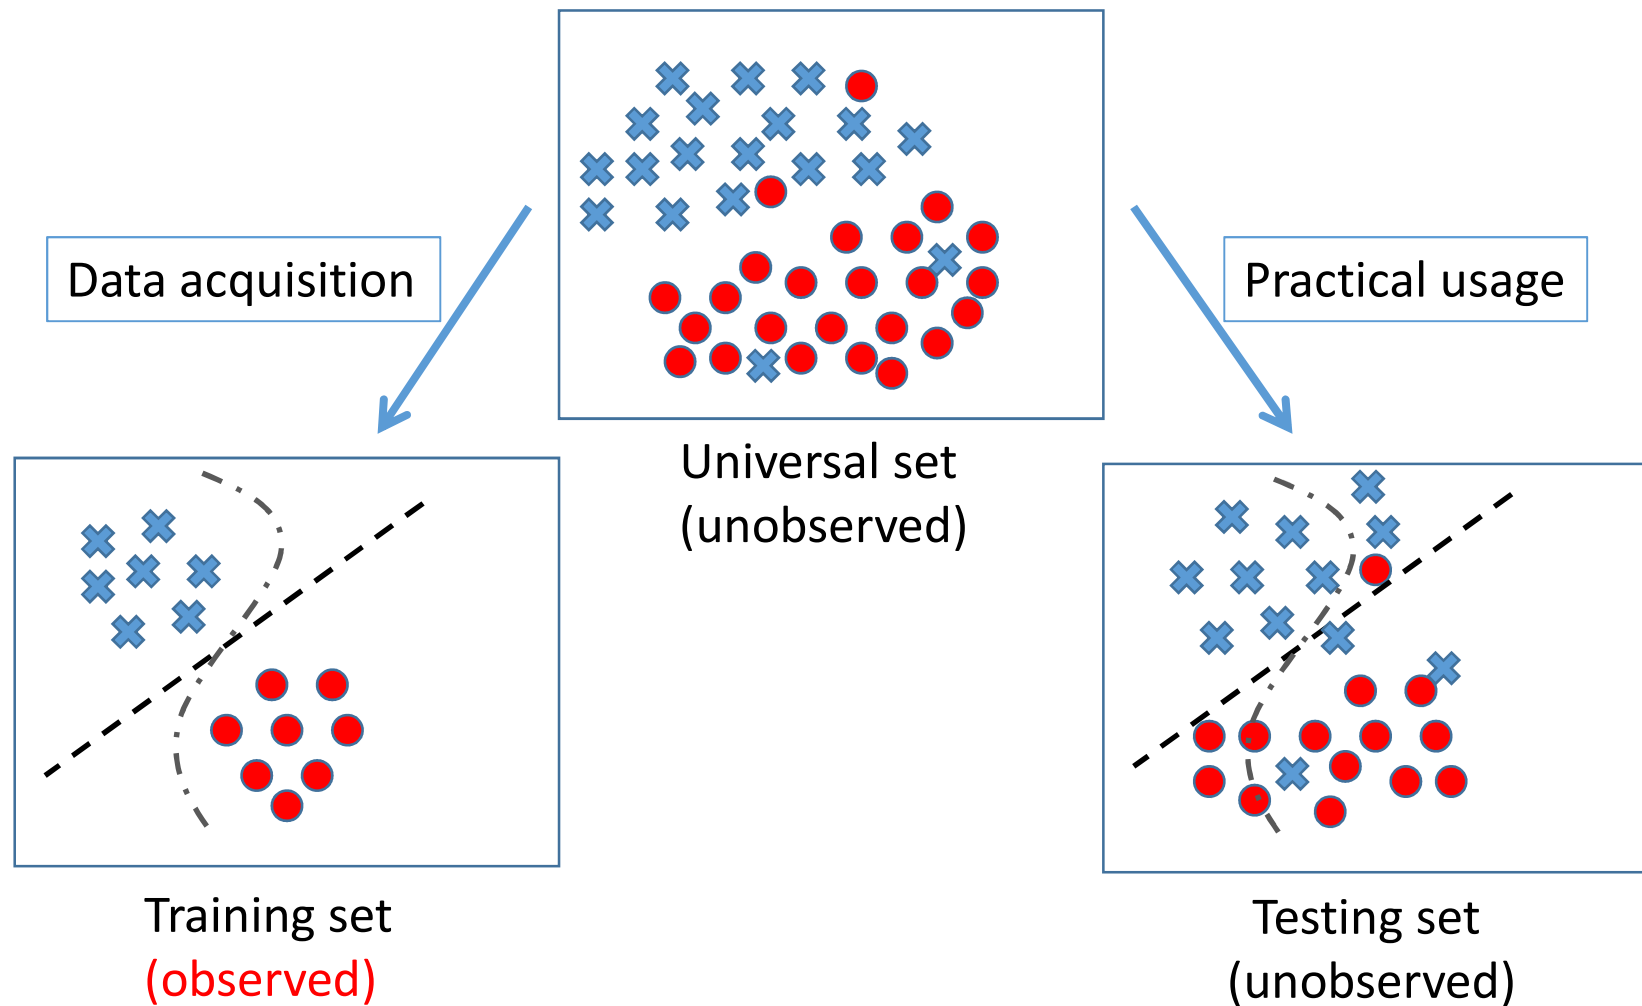 Data acquisition
Practical usage
Universal set
(unobserved)
Training set
(observed)
Testing set
(unobserved)